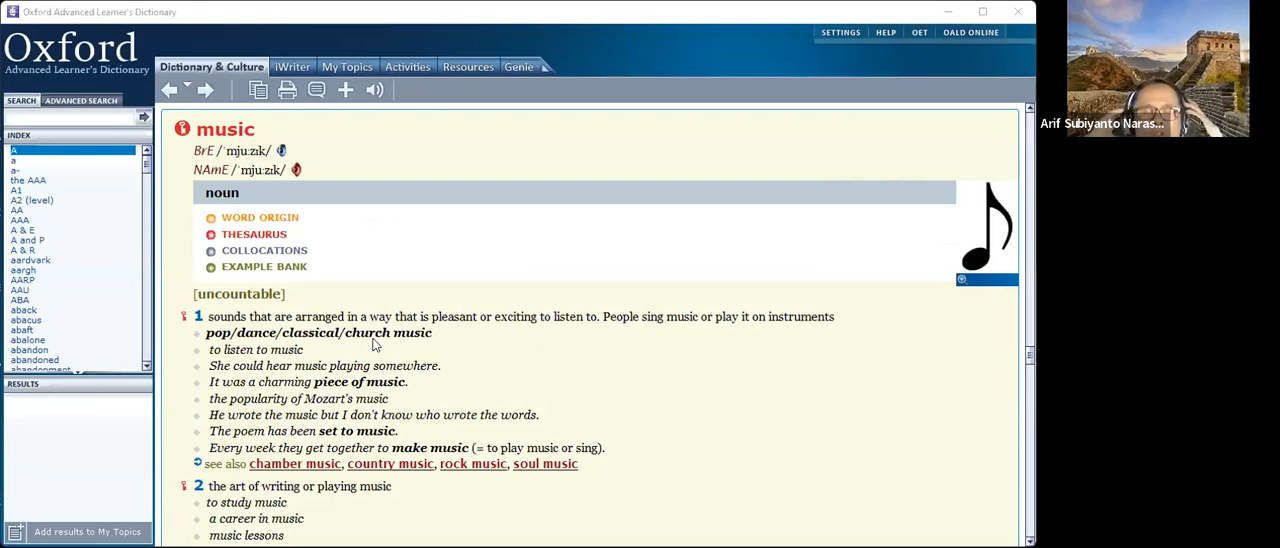 Oxford Advanced Learner's Dictionary
Oxford
Advanced Learner's Dictionary
SETTINGS HELP OET OALD ONLINE
Dictionary & Culture iWriter My Topics Activities Resources Genie
SEARCH ADVANCED SEARCH
INDEX
A
a
a-
the AAA
A1
A2 (level)
AA
AAA
A & E
A and P
A & R
aardvark
aargh
AARP
AAU
ABA
aback
abacus
abaft
abalone
abandon
abandoned
abandonment
RESULTS
Add results to My Topics
music
BrE /ˈmjuːzɪk/
NAmE /ˈmjuːzɪk/
noun
WORD ORIGIN
THESAURUS
COLLOCATIONS
EXAMPLE BANK
[uncountable]
1 sounds that are arranged in a way that is pleasant or exciting to listen to. People sing music or play it on instruments
pop/dance/classical/church music
to listen to music
She could hear music playing somewhere.
It was a charming piece of music.
the popularity of Mozart's music
He wrote the music but I don't know who wrote the words.
The poem has been set to music.
Every week they get together to make music (= to play music or sing).
see also chamber music, country music, rock music, soul music
2 the art of writing or playing music
to study music
a career in music
music lessons
Arif Subiyanto Naras...